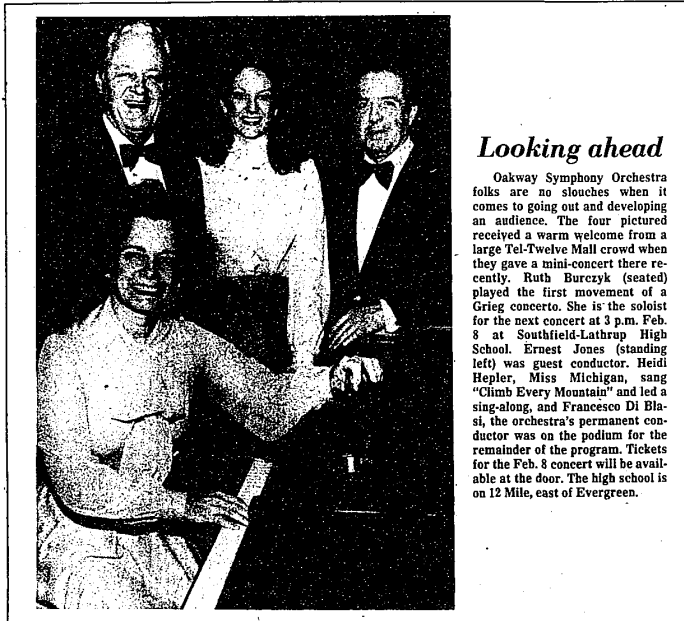 Looking ahead
Oakway Symphony Orchestra
folks are no slouches when it
comes to going out and developing
an audience. The four pictured
received a warm welcome from a
large Tel-Twelve Mall crowd when
they gave a mini-concert there re-
cently. Ruth Burczyk (seated)
played the first movement of a
Grieg concerto. She is the soloist
for the next concert at 3 p.m. Feb.
8 at Southfield-Lathrup High
School. Ernest Jones (standing
left) was guest conductor. Heidi
Hepler, Miss Michigan, sang
"Climb Every Mountain" and led a
sing-along, and Francesco Di Bla-
si, the orchestra's permanent con-
ductor was on the podium for the
remainder of the program. Tickets
for the Feb. 8 concert will be avail-
able at the door. The high school is
on 12 Mile, east of Evergreen.